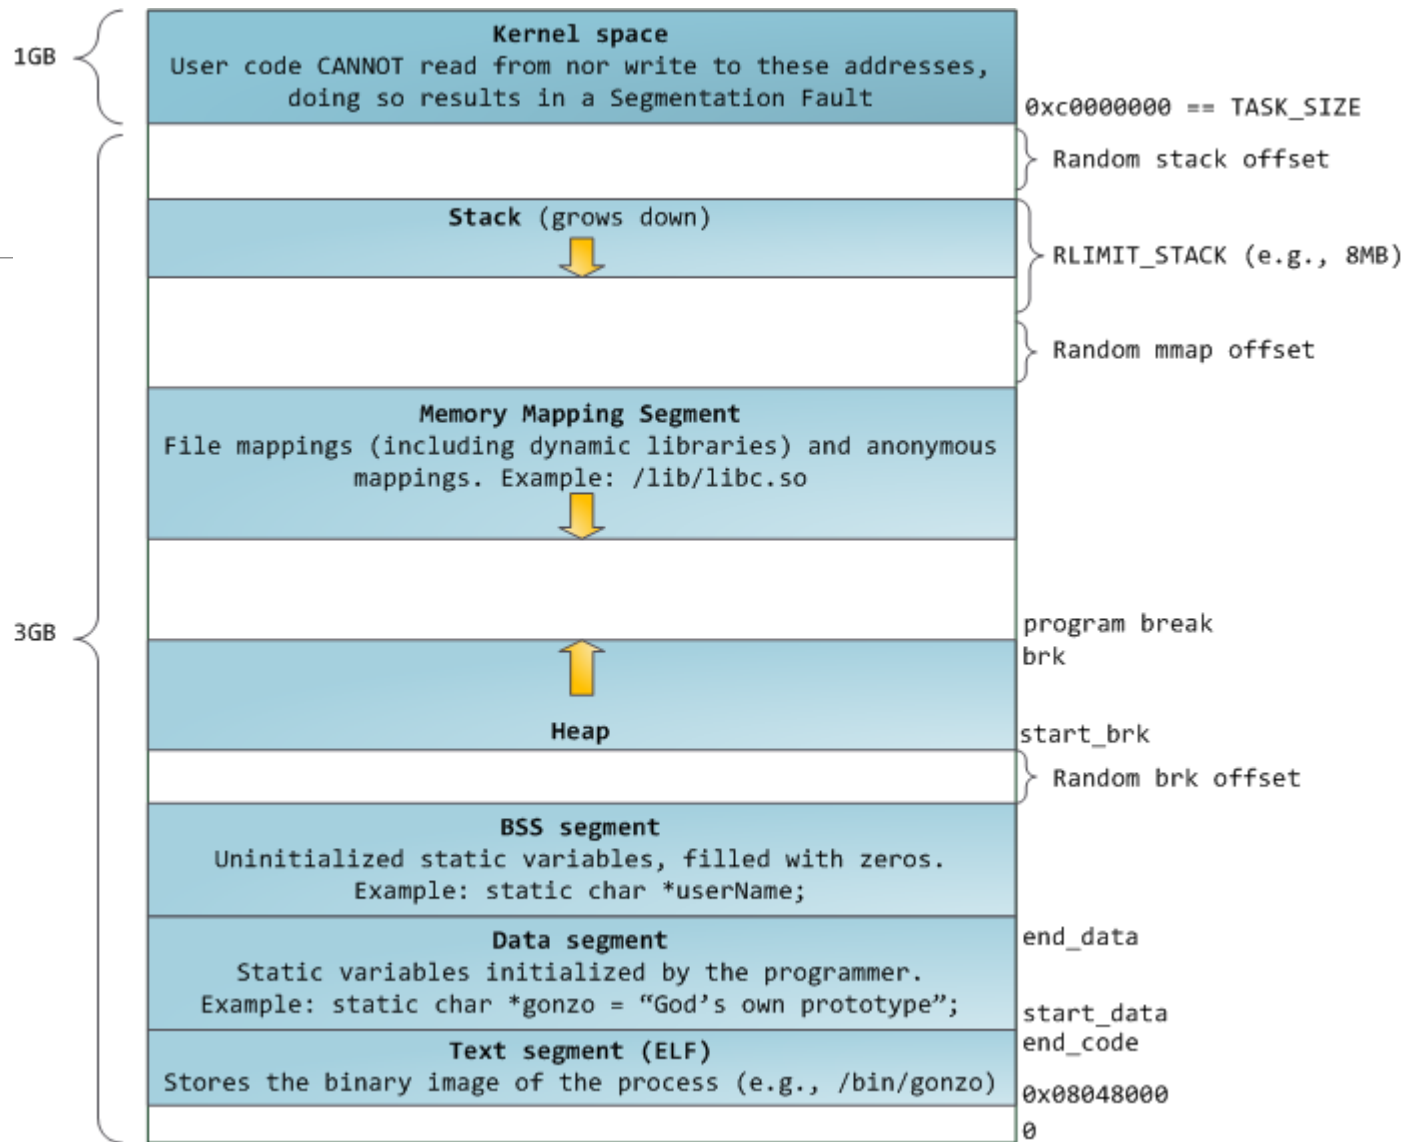 1GB
Kernel space
User code CANNOT read from nor write to these addresses,
doing so results in a Segmentation Fault
0xc0000000 == TASK_SIZE
Random stack offset
Stack (grows down)
RLIMIT_STACK (e.g., 8MB)
Random mmap offset
Memory Mapping Segment
File mappings (including dynamic libraries) and anonymous
mappings. Example: /lib/libc.so
3GB
program break
brk
Heap
start_brk
Random brk offset
BSS segment
Uninitialized static variables, filled with zeros.
Example: static char *userName;
Data segment
end_data
Static variables initialized by the programmer.
Example: static char *gonzo = “God’s own prototype”;
start_data
end_code
Text segment (ELF)
Stores the binary image of the process (e.g., /bin/gonzo)
0x08048000
0